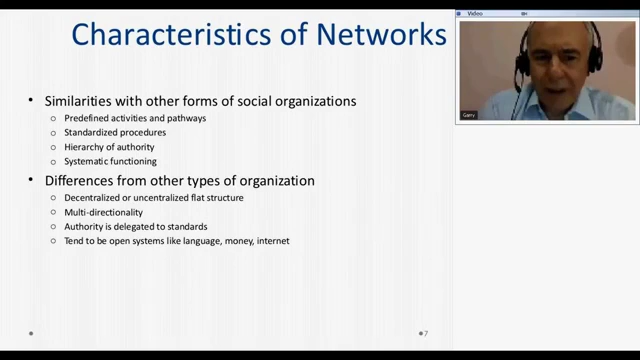 Characteristics of Networks
• Similarities with other forms of social organizations
o Predefined activities and pathways
o Standardized procedures
o Hierarchy of authority
o Systematic functioning
• Differences from other types of organization
o Decentralized or uncentralized flat structure
o Multi-directionality
o Authority is delegated to standards
o Tend to be open systems like language, money, internet
7
Video
Garry